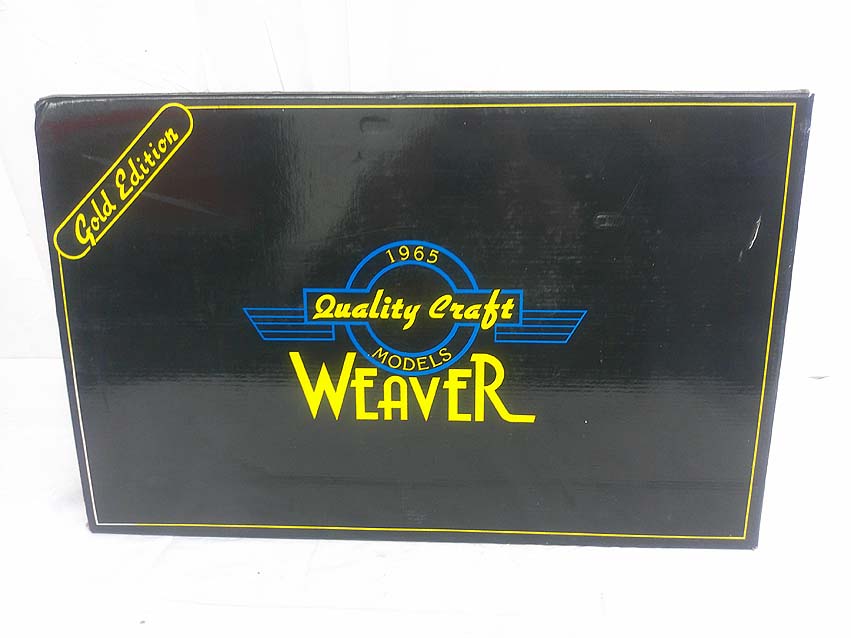 Gold Edition
1965
Quality Craft
MODELS
WEAVER